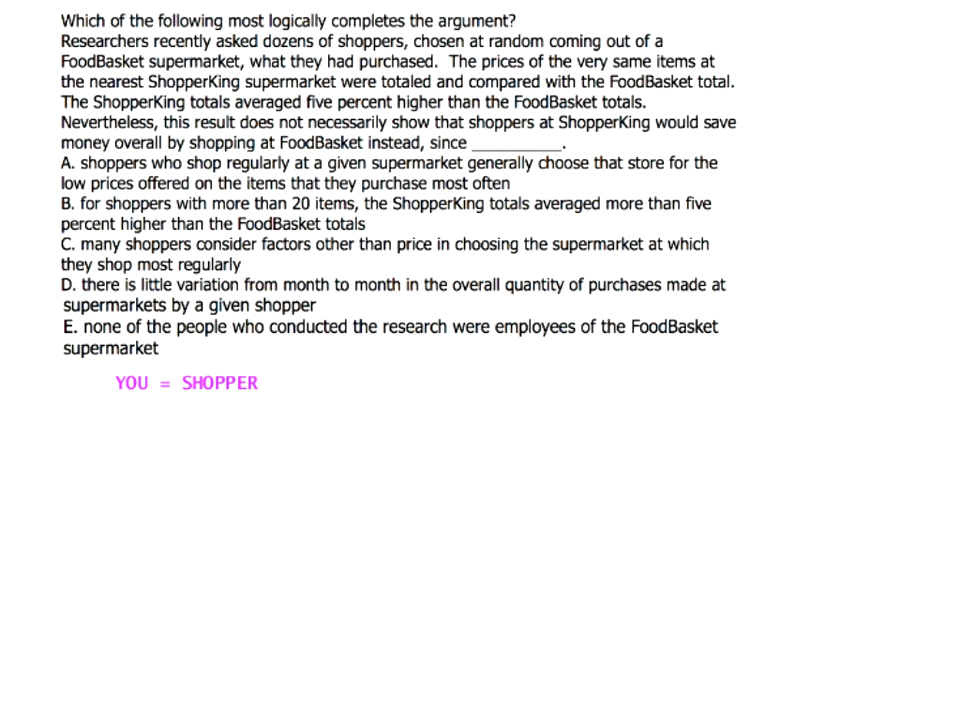 Which of the following most logically completes the argument?
Researchers recently asked dozens of shoppers, chosen at random coming out of a
FoodBasket supermarket, what they had purchased. The prices of the very same items at
the nearest ShopperKing supermarket were totaled and compared with the FoodBasket total.
The ShopperKing totals averaged five percent higher than the FoodBasket totals.
Nevertheless, this result does not necessarily show that shoppers at ShopperKing would save
money overall by shopping at FoodBasket instead, since __________.
A. shoppers who shop regularly at a given supermarket generally choose that store for the
low prices offered on the items that they purchase most often
B. for shoppers with more than 20 items, the ShopperKing totals averaged more than five
percent higher than the FoodBasket totals
C. many shoppers consider factors other than price in choosing the supermarket at which
they shop most regularly
D. there is little variation from month to month in the overall quantity of purchases made at
supermarkets by a given shopper
E. none of the people who conducted the research were employees of the FoodBasket
supermarket
YOU = SHOPPER